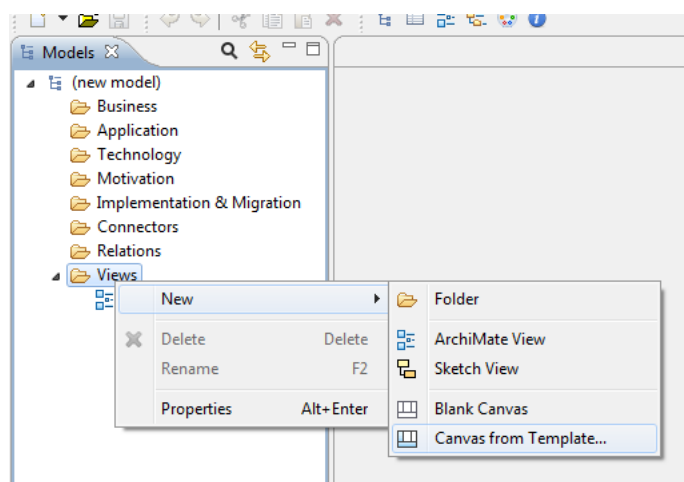 Models
(new model)
Business
Application
Technology
Motivation
Implementation & Migration
Connectors
Relations
Views
New
Delete Delete
Rename F2
Properties Alt+Enter
Folder
ArchiMate View
Sketch View
Blank Canvas
Canvas from Template...